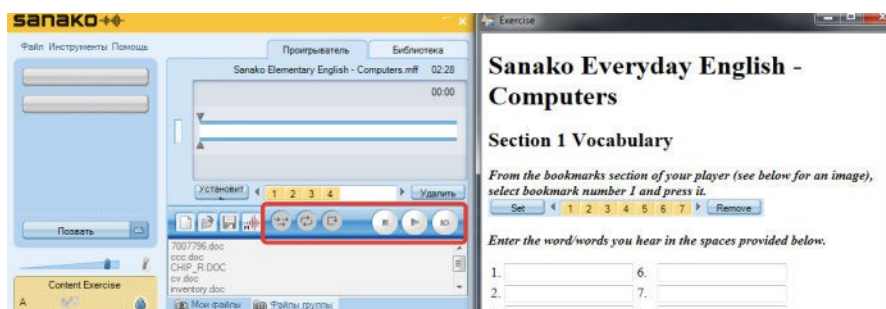 sanako
Файл Инструменты Помощь
Проигрыватель Библиотека
Sanako Elementary English - Computers.mff 02:28
00:00
Установит 1 2 3 4 Удалить
Позвать
7007796.doc
ccc.doc
CHIP_R.DOC
cv.doc
inventory.doc
Content Exercise
A
Мои файлы Файлы группы
Exercise
Sanako Everyday English -
Computers
Section 1 Vocabulary
From the bookmarks section of your player (see below for an image),
select bookmark number 1 and press it.
Set 1 2 3 4 5 6 7 Remove
Enter the word/words you hear in the spaces provided below.
1. 6.
2. 7.